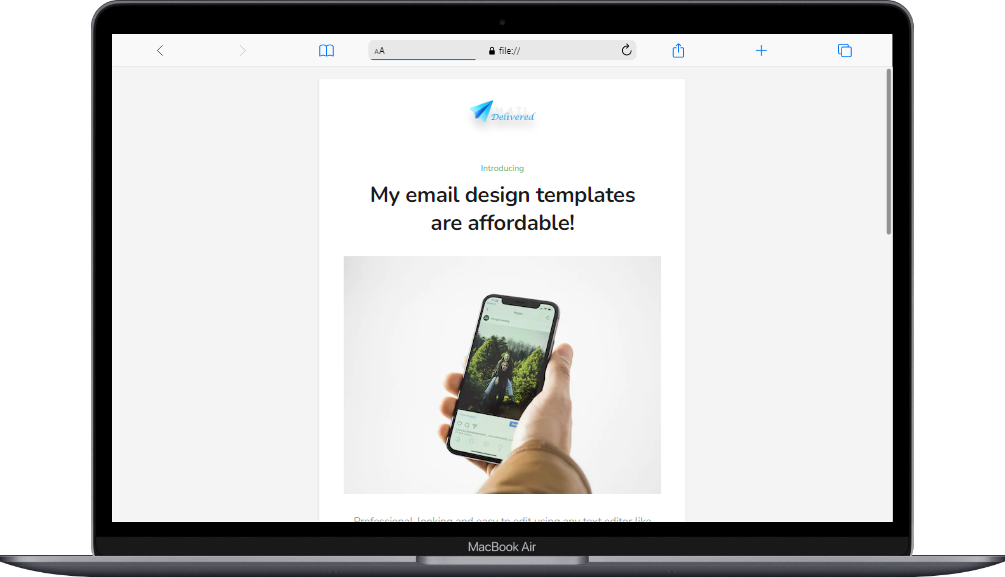 AA file://
MAIL
Delivered
Introducing
My email design templates
are affordable!
Professional-looking and easy to edit using any text editor like
MacBook Air